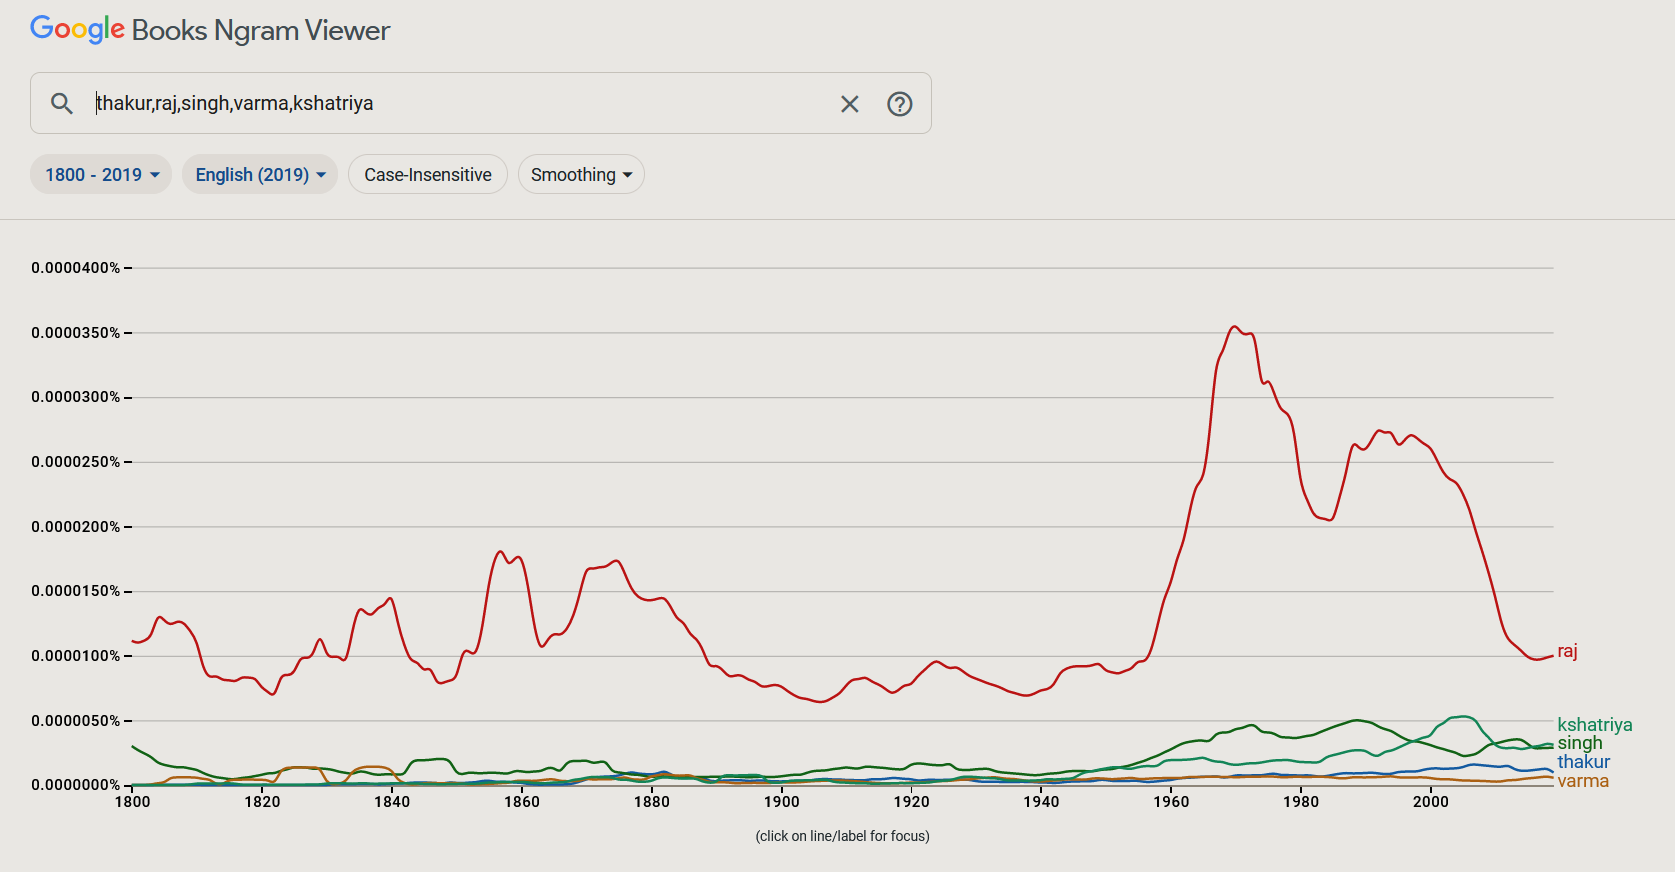 Google Books Ngram Viewer
thakur,raj,singh,varma,kshatriya
1800 - 2019
English (2019)
Case-Insensitive
Smoothing
0.0000400%
0.0000350%
0.0000300%
0.0000250%
0.0000200%
0.0000150%
0.0000100%
raj
0.0000050%
kshatriya
singh
thakur
varma
0.0000000%
1800 1820 1840 1860 1880 1900 1920 1940 1960 1980 2000
(click on line/label for focus)